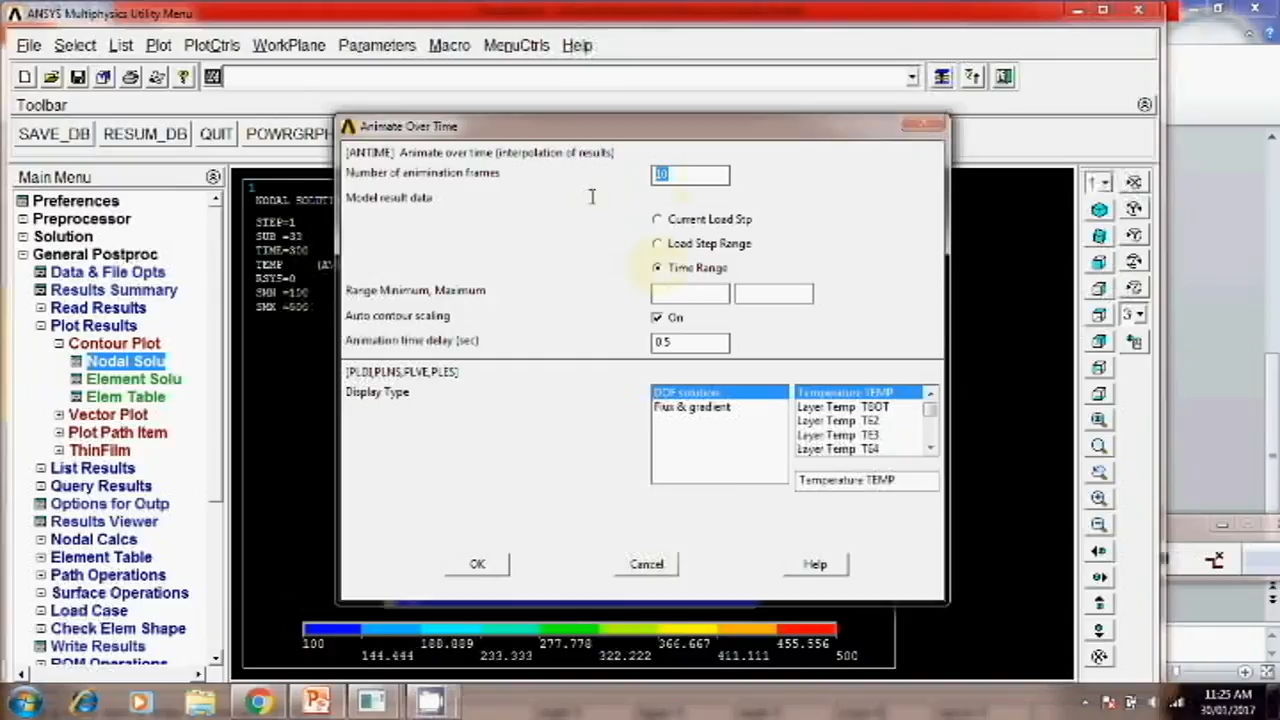 ANSYS Multiphysics Utility Menu
File Select List Plot PlotCtrls WorkPlane Parameters Macro MenuCtrls Help
Toolbar
SAVE_DB RESUM_DB QUIT POWRGRPH
Main Menu
Preferences
Preprocessor
Solution
General Postproc
Data & File Opts
Results Summary
Read Results
Plot Results
Contour Plot
Nodal Solu
Element Solu
Elem Table
Vector Plot
Plot Path Item
ThinFilm
List Results
Query Results
Options for Outp
Results Viewer
Nodal Calcs
Element Table
Path Operations
Surface Operations
Load Case
Check Elem Shape
Write Results
ROM Operations
1
NODAL SOLUTI
STEP=1
SUB =33
TIME=300
TEMP (AV
RSYS=0
SMN =100
Animate Over Time
[ANTIME] Animate over time (interpolation of results)
Number of animination frames 10
Model result data
Current Load Stp
Load Step Range
Time Range
Range Minimum, Maximum
Auto contour scaling On
Animation time delay (sec) 0.5
[PLDI,PLNS,PLVE,PLES]
Display Type
DOF solution
Flux & gradient
Temperature TEMP
Layer Temp TBOT
Layer Temp TE2
Layer Temp TE3
Layer Temp TE4
Temperature TEMP
OK Cancel Help
100 188.889 277.778 366.667 455.556
144.444 233.333 322.222 411.111 500
3
11:25 AM
30/01/2017